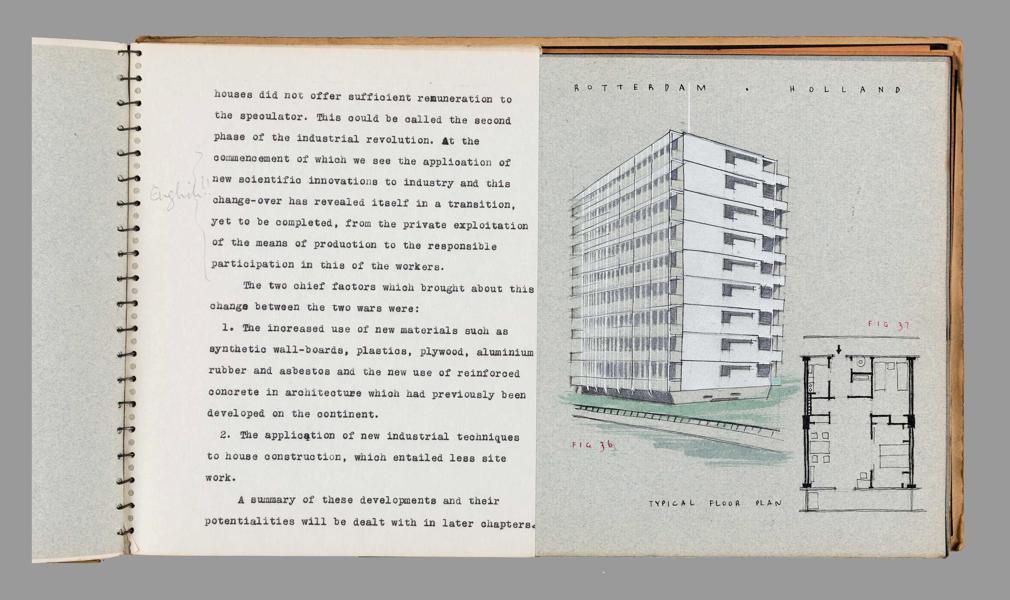 houses did not offer sufficient remuneration to
the speculator. This could be called the second
phase of the industrial revolution. At the
commencement of which we see the application of
new scientific innovations to industry and this
change-over has revealed itself in a transition,
yet to be completed, from the private exploitation
of the means of production to the responsible
participation in this of the workers.
The two chief factors which brought about this
change between the two wars were:
1. The increased use of new materials such as
synthetic wall-boards, plastics, plywood, aluminium
rubber and asbestos and the new use of reinforced
concrete in architecture which had previously been
developed on the continent.
2. The application of new industrial techniques
to house construction, which entailed less site
work.
A summary of these developments and their
potentialities will be dealt with in later chapters.
English!!
ROTTERDAM . HOLLAND
FIG 37
FIG 36
TYPICAL FLOOR PLAN